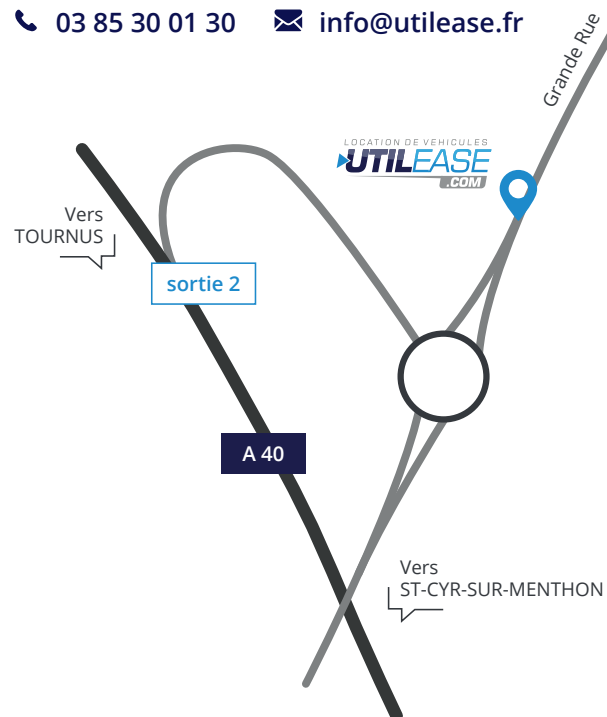 03 85 30 01 30 info@utilease.fr
Grande Rue
LOCATION DE VEHICULES
UTILEASE
.COM
Vers
TOURNUS
sortie 2
A 40
Vers
ST-CYR-SUR-MENTHON